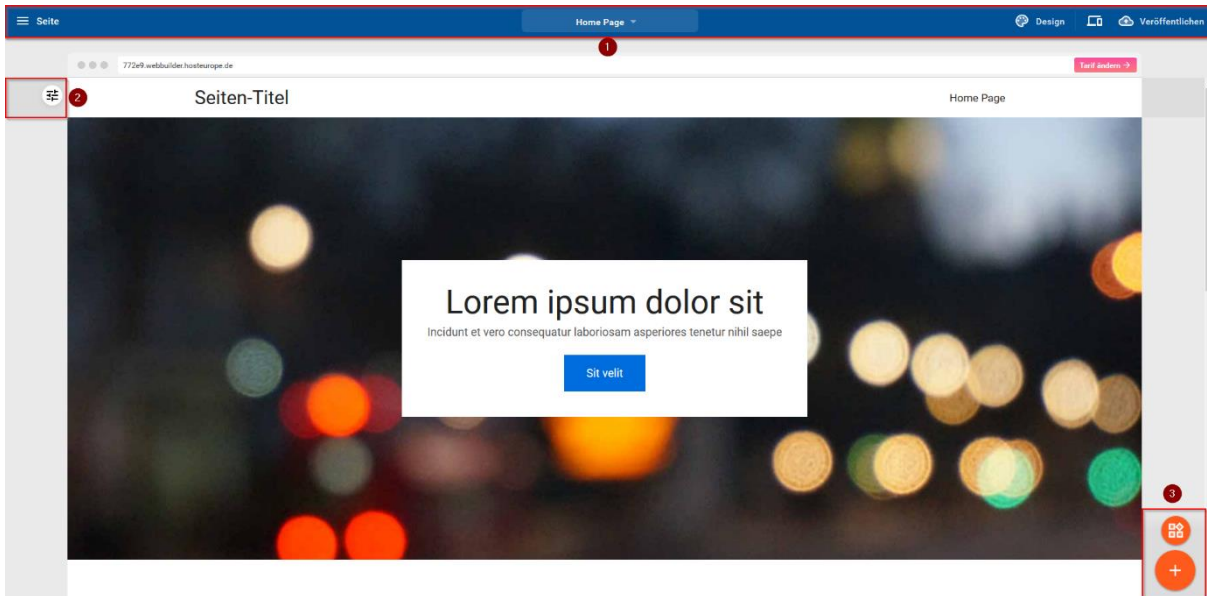 Seite
Home Page
Design
Veröffentlichen
1
772e9.webbuilder.hosteurope.de
Tarif ändern →
2
Seiten-Titel
Home Page
Lorem ipsum dolor sit
Incidunt et vero consequatur laboriosam asperiores tenetur nihil saepe
Sit velit
3